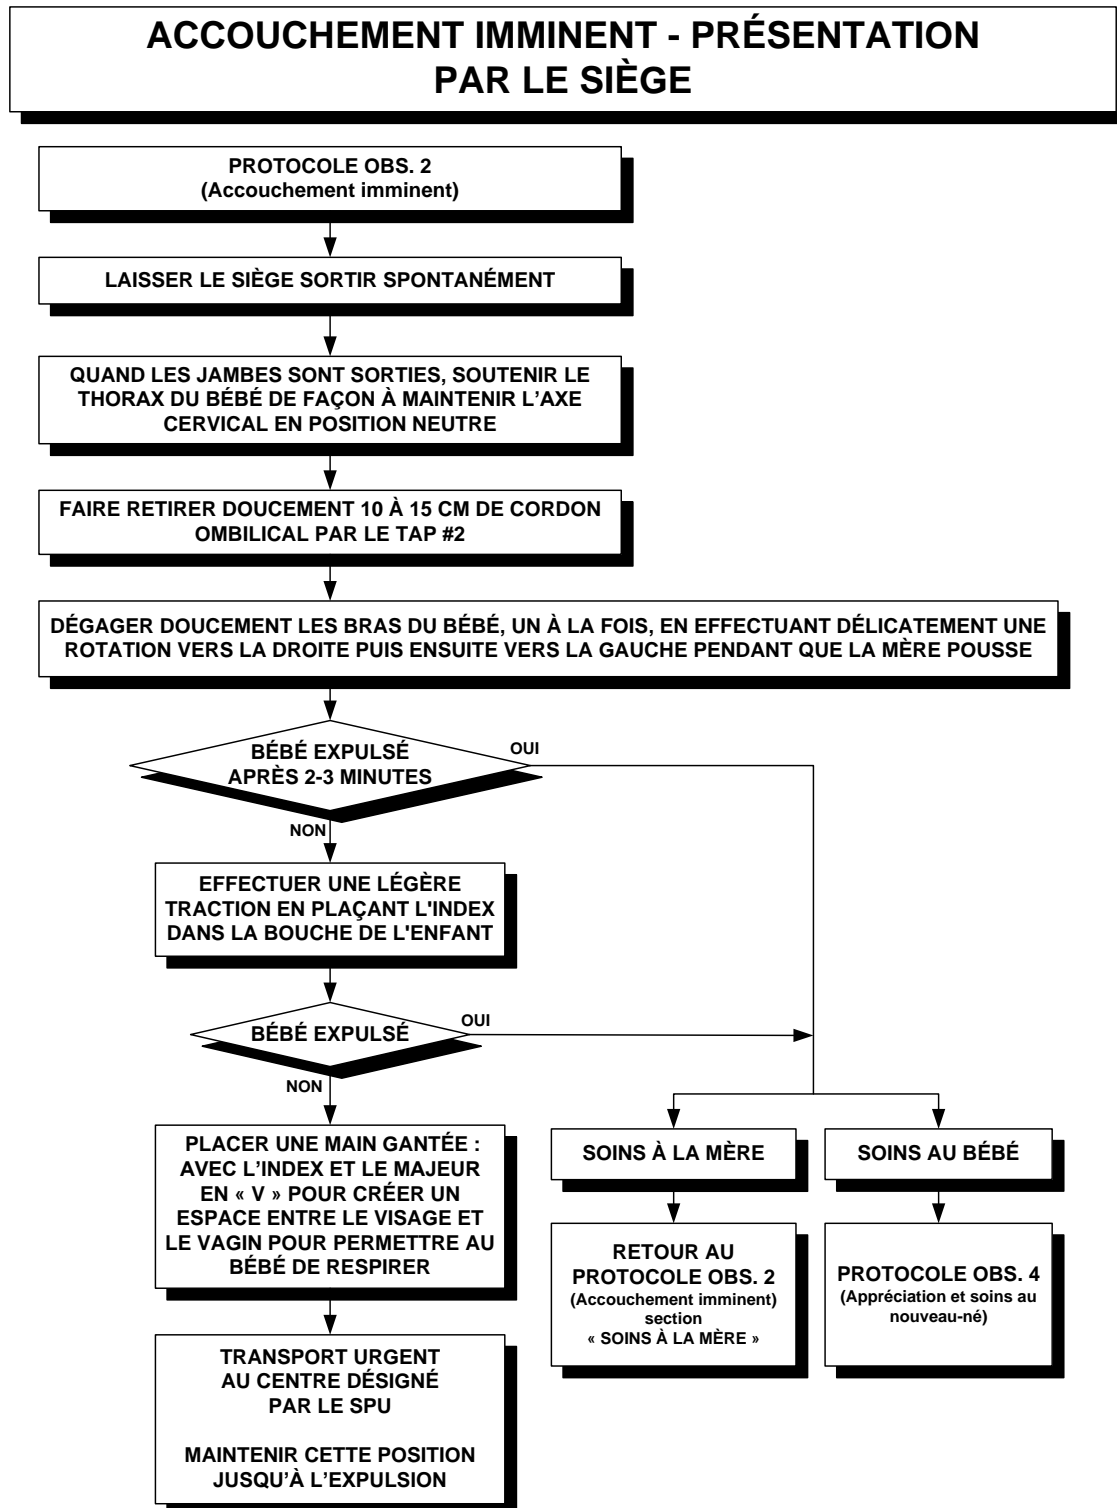 ACCOUCHEMENT IMMINENT - PRÉSENTATION
PAR LE SIÈGE
PROTOCOLE OBS. 2
(Accouchement imminent)
LAISSER LE SIÈGE SORTIR SPONTANÉMENT
QUAND LES JAMBES SONT SORTIES, SOUTENIR LE
THORAX DU BÉBÉ DE FAÇON À MAINTENIR L'AXE
CERVICAL EN POSITION NEUTRE
FAIRE RETIRER DOUCEMENT 10 À 15 CM DE CORDON
OMBILICAL PAR LE TAP #2
DÉGAGER DOUCEMENT LES BRAS DU BÉBÉ, UN À LA FOIS, EN EFFECTUANT DÉLICATEMENT UNE
ROTATION VERS LA DROITE PUIS ENSUITE VERS LA GAUCHE PENDANT QUE LA MÈRE POUSSE
BÉBÉ EXPULSÉ
APRÈS 2-3 MINUTES
OUI
NON
EFFECTUER UNE LÉGÈRE
TRACTION EN PLAÇANT L'INDEX
DANS LA BOUCHE DE L'ENFANT
BÉBÉ EXPULSÉ
OUI
NON
PLACER UNE MAIN GANTÉE :
AVEC L'INDEX ET LE MAJEUR
EN « V » POUR CRÉER UN
ESPACE ENTRE LE VISAGE ET
LE VAGIN POUR PERMETTRE AU
BÉBÉ DE RESPIRER
TRANSPORT URGENT
AU CENTRE DÉSIGNÉ
PAR LE SPU
MAINTENIR CETTE POSITION
JUSQU'À L'EXPULSION
SOINS À LA MÈRE
RETOUR AU
PROTOCOLE OBS. 2
(Accouchement imminent)
section
« SOINS À LA MÈRE »
SOINS AU BÉBÉ
PROTOCOLE OBS. 4
(Appréciation et soins au
nouveau-né)